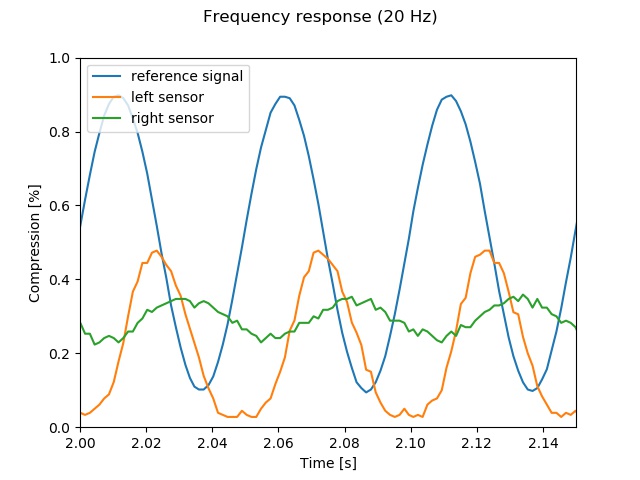 Frequency response (20 Hz)
1.0
0.8
0.6
0.4
0.2
0.0
Compression [%]
reference signal
left sensor
right sensor
2.00 2.02 2.04 2.06 2.08 2.10 2.12 2.14
Time [s]